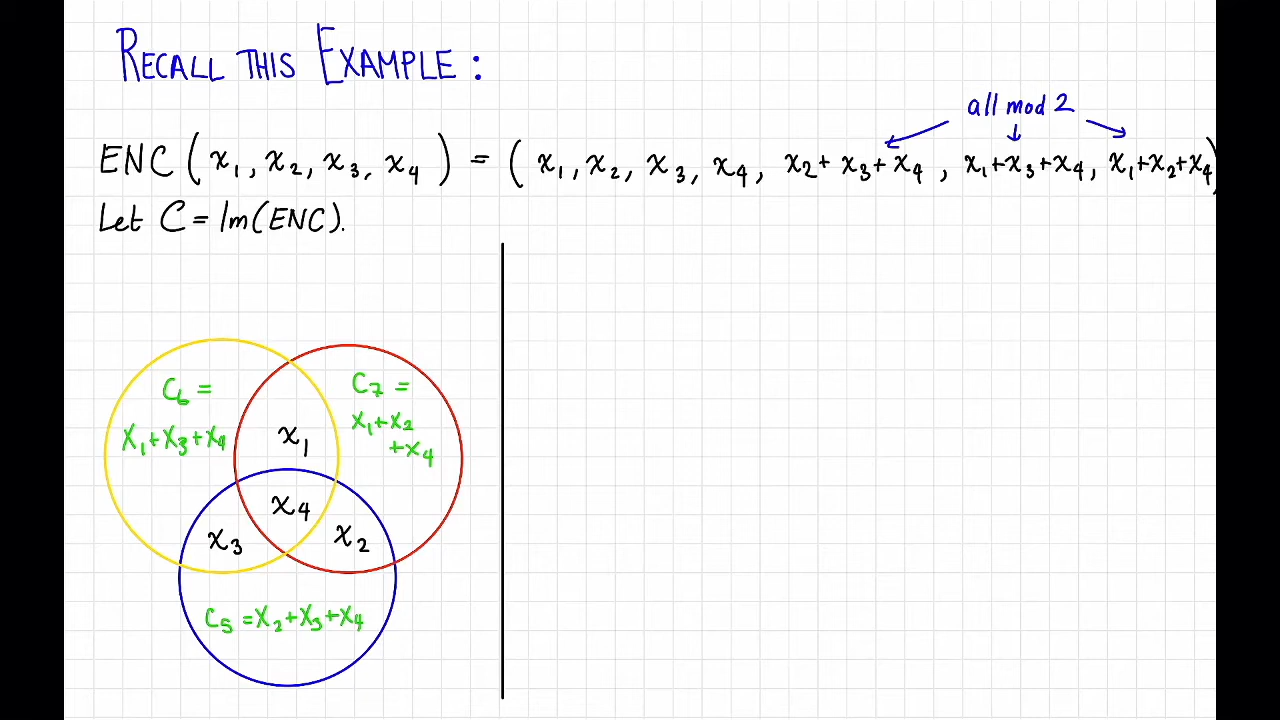 RECALL THIS EXAMPLE :
all mod 2
ENC ( x₁, x₂, x₃, x₄ ) = ( x₁, x₂, x₃, x₄, x₂+ x₃+ x₄ , x₁+x₃+x₄, x₁+x₂+x₄ )
Let C = Im(ENC).
C₆ =
x₁+x₃+x₄
C₇ =
x₁+x₂
+x₄
x₁
x₄
x₃
x₂
C₅ =x₂+x₃+x₄